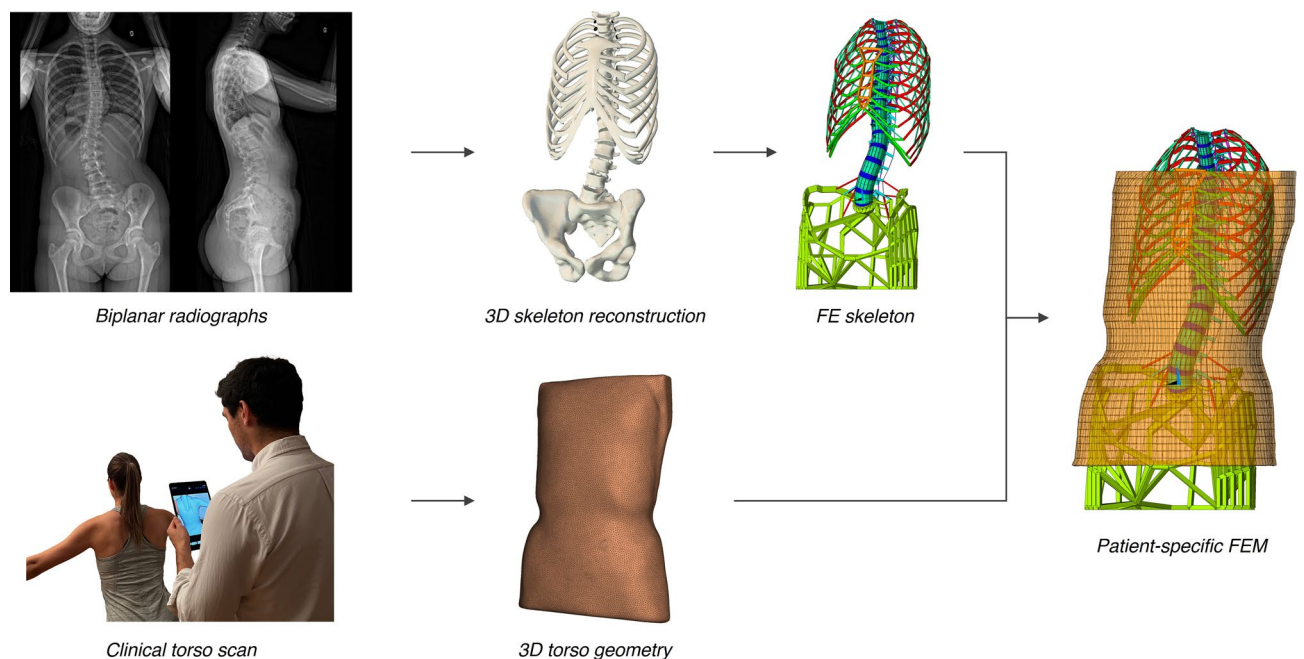 Biplanar radiographs
3D skeleton reconstruction
FE skeleton
Clinical torso scan
3D torso geometry
Patient-specific FEM